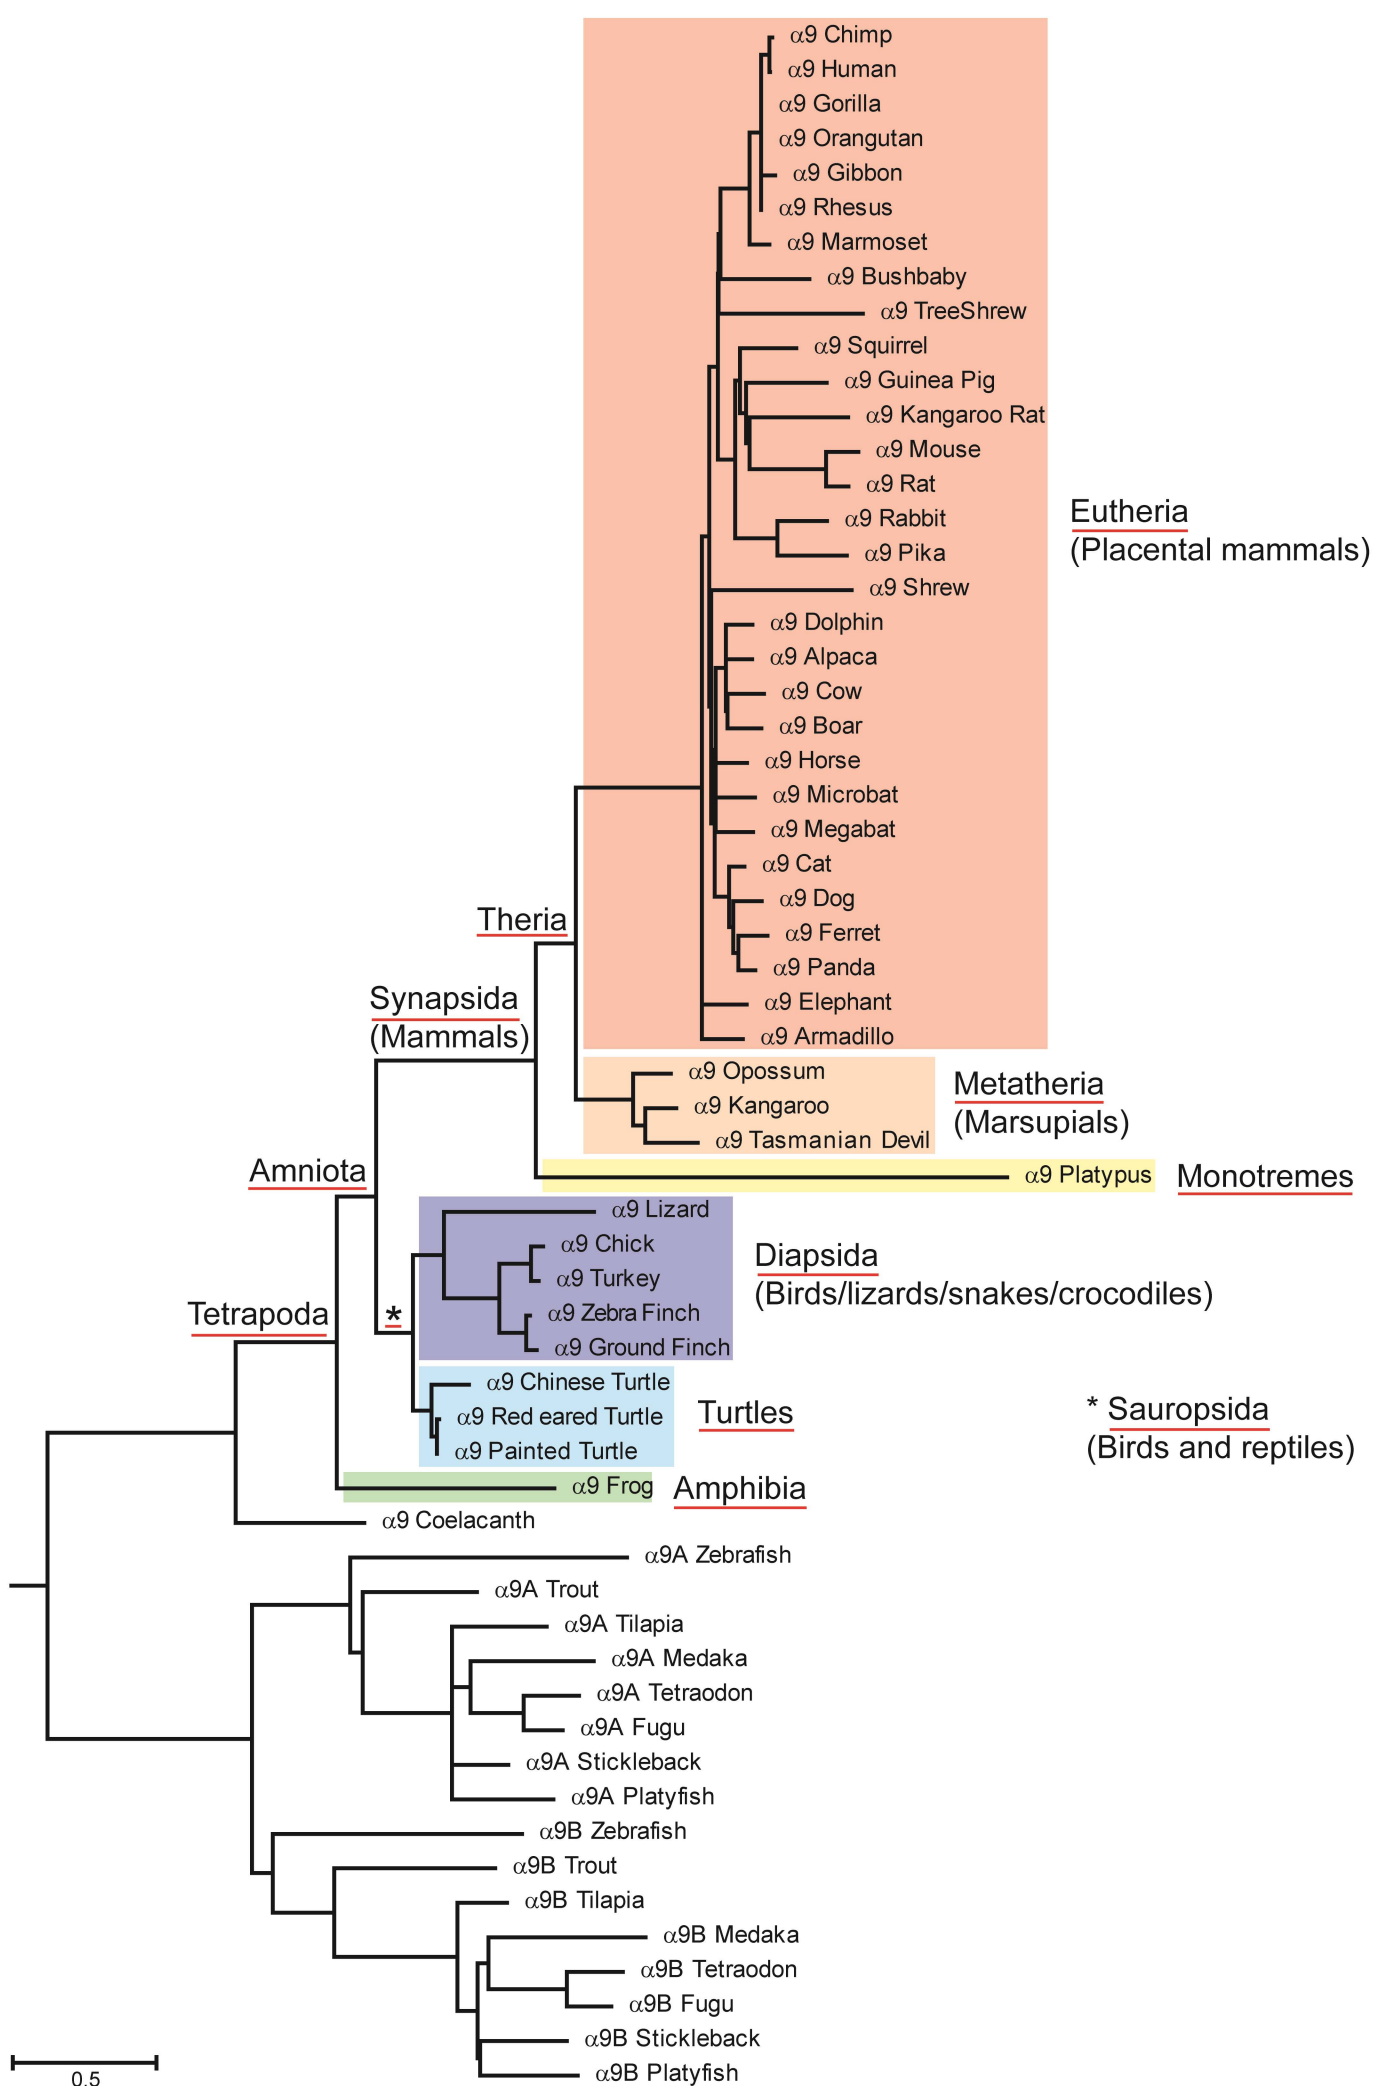 α9 Chimp
α9 Human
α9 Gorilla
α9 Orangutan
α9 Gibbon
α9 Rhesus
α9 Marmoset
α9 Bushbaby
α9 TreeShrew
α9 Squirrel
α9 Guinea Pig
α9 Kangaroo Rat
α9 Mouse
α9 Rat
α9 Rabbit
α9 Pika
Eutheria
(Placental mammals)
α9 Shrew
α9 Dolphin
α9 Alpaca
α9 Cow
α9 Boar
α9 Horse
α9 Microbat
α9 Megabat
α9 Cat
α9 Dog
Theria
α9 Ferret
α9 Panda
Synapsida
(Mammals)
α9 Elephant
α9 Armadillo
α9 Opossum
α9 Kangaroo
α9 Tasmanian Devil
Metatheria
(Marsupials)
Amniota
α9 Platypus
Monotremes
α9 Lizard
α9 Chick
α9 Turkey
α9 Zebra Finch
α9 Ground Finch
Diapsida
(Birds/lizards/snakes/crocodiles)
Tetrapoda
*
α9 Chinese Turtle
α9 Red eared Turtle
α9 Painted Turtle
Turtles
* Sauropsida
(Birds and reptiles)
α9 Frog
Amphibia
α9 Coelacanth
α9A Zebrafish
α9A Trout
α9A Tilapia
α9A Medaka
α9A Tetraodon
α9A Fugu
α9A Stickleback
α9A Platyfish
α9B Zebrafish
α9B Trout
α9B Tilapia
α9B Medaka
α9B Tetraodon
α9B Fugu
α9B Stickleback
α9B Platyfish
0.5